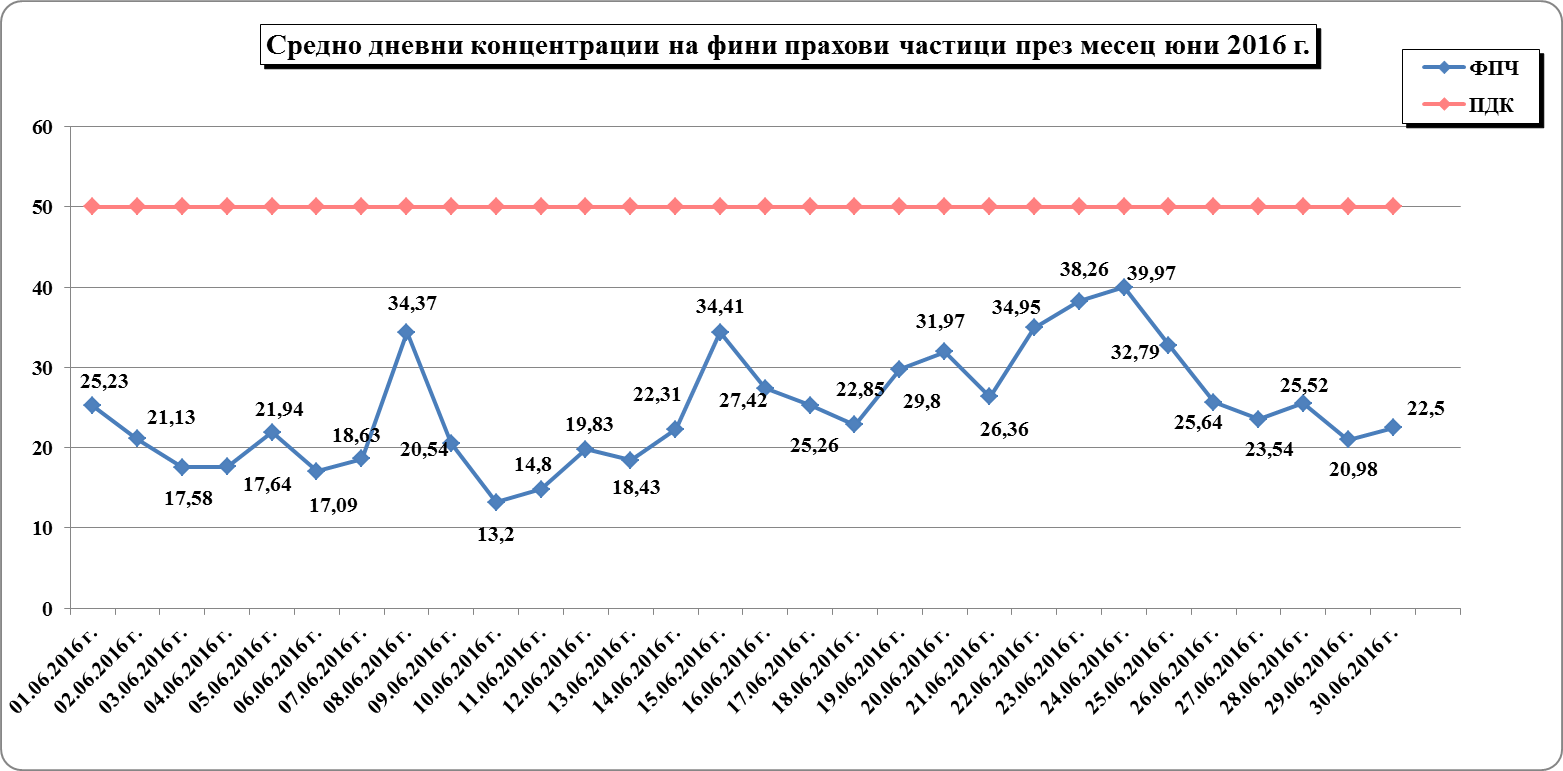 Средно дневни концентрации на фини прахови частици през месец юни 2016 г.
ФПЧ
ПДК
60
50
40
30
20
10
0
25,23
21,13
17,58
17,64
21,94
17,09
18,63
34,37
20,54
13,2
14,8
19,83
18,43
22,31
34,41
27,42
25,26
22,85
29,8
31,97
26,36
34,95
38,26
39,97
32,79
25,64
23,54
25,52
20,98
22,5
01.06.2016 г.
02.06.2016 г.
03.06.2016 г.
04.06.2016 г.
05.06.2016 г.
06.06.2016 г.
07.06.2016 г.
08.06.2016 г.
09.06.2016 г.
10.06.2016 г.
11.06.2016 г.
12.06.2016 г.
13.06.2016 г.
14.06.2016 г.
15.06.2016 г.
16.06.2016 г.
17.06.2016 г.
18.06.2016 г.
19.06.2016 г.
20.06.2016 г.
21.06.2016 г.
22.06.2016 г.
23.06.2016 г.
24.06.2016 г.
25.06.2016 г.
26.06.2016 г.
27.06.2016 г.
28.06.2016 г.
29.06.2016 г.
30.06.2016 г.